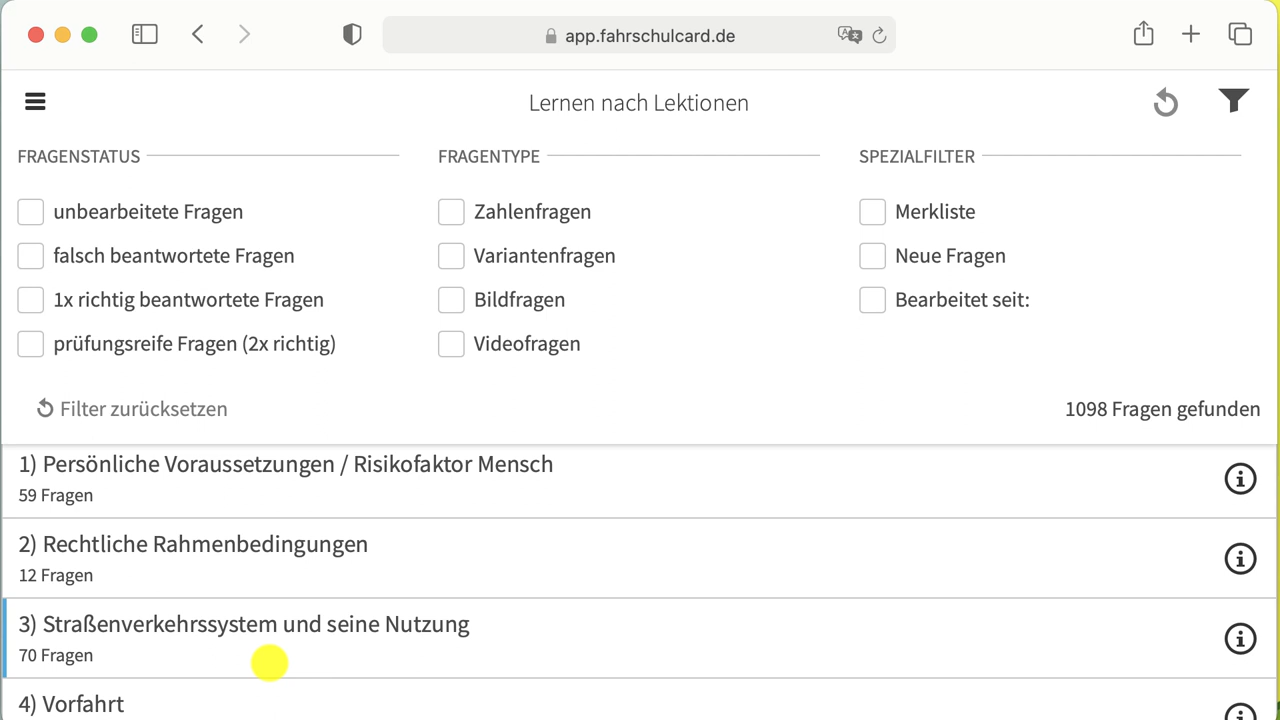 app.fahrschulcard.de
Lernen nach Lektionen
FRAGENSTATUS
unbearbeitete Fragen
falsch beantwortete Fragen
1x richtig beantwortete Fragen
prüfungsreife Fragen (2x richtig)
FRAGENTYPE
Zahlenfragen
Variantenfragen
Bildfragen
Videofragen
SPEZIALFILTER
Merkliste
Neue Fragen
Bearbeitet seit:
Filter zurücksetzen
1098 Fragen gefunden
1) Persönliche Voraussetzungen / Risikofaktor Mensch
59 Fragen
2) Rechtliche Rahmenbedingungen
12 Fragen
3) Straßenverkehrssystem und seine Nutzung
70 Fragen
4) Vorfahrt